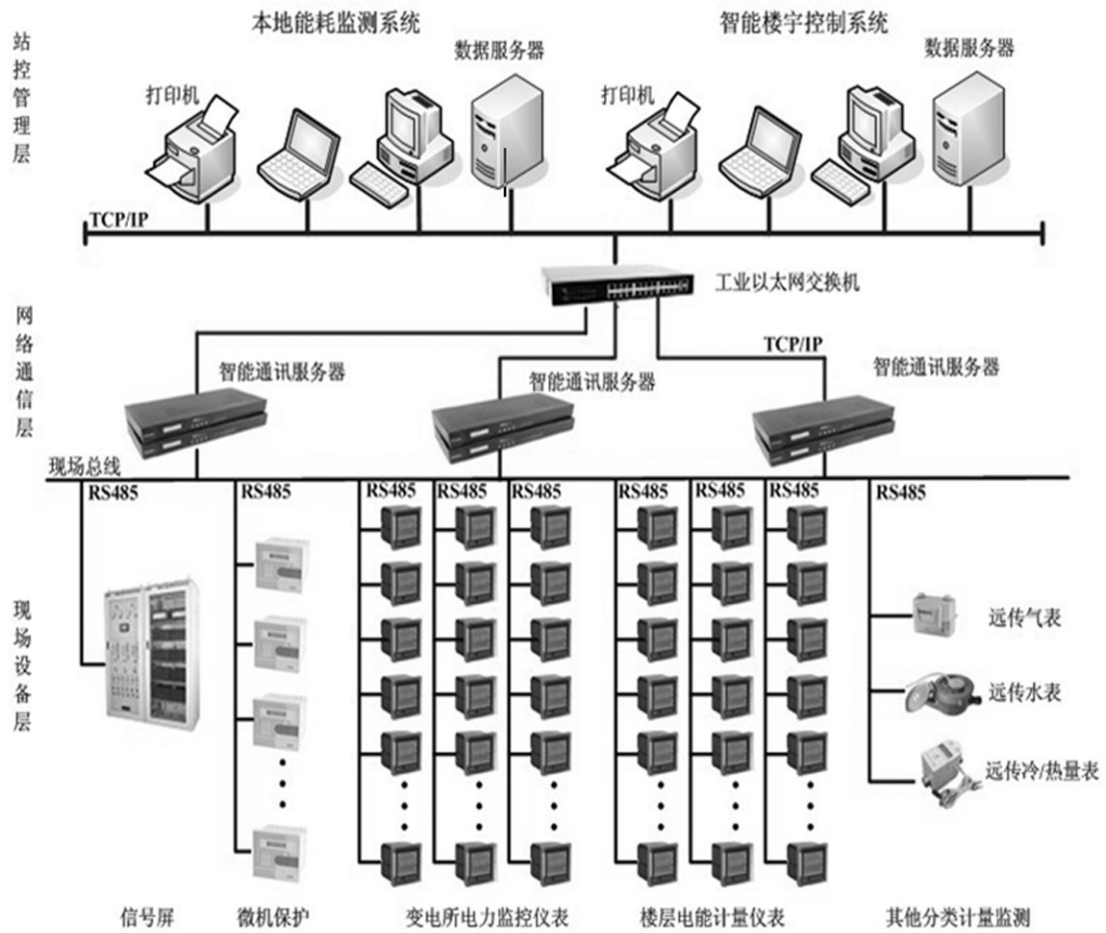 站控管理层
本地能耗监测系统
智能楼宇控制系统
打印机
数据服务器
打印机
数据服务器
TCP/IP
网络通信层
工业以太网交换机
TCP/IP
智能通讯服务器
智能通讯服务器
智能通讯服务器
现场总线
RS485
RS485
RS485
RS485
RS485
RS485
RS485
RS485
RS485
现场设备层
远传气表
远传水表
远传冷/热量表
信号屏
微机保护
变电所电力监控仪表
楼层电能计量仪表
其他分类计量监测